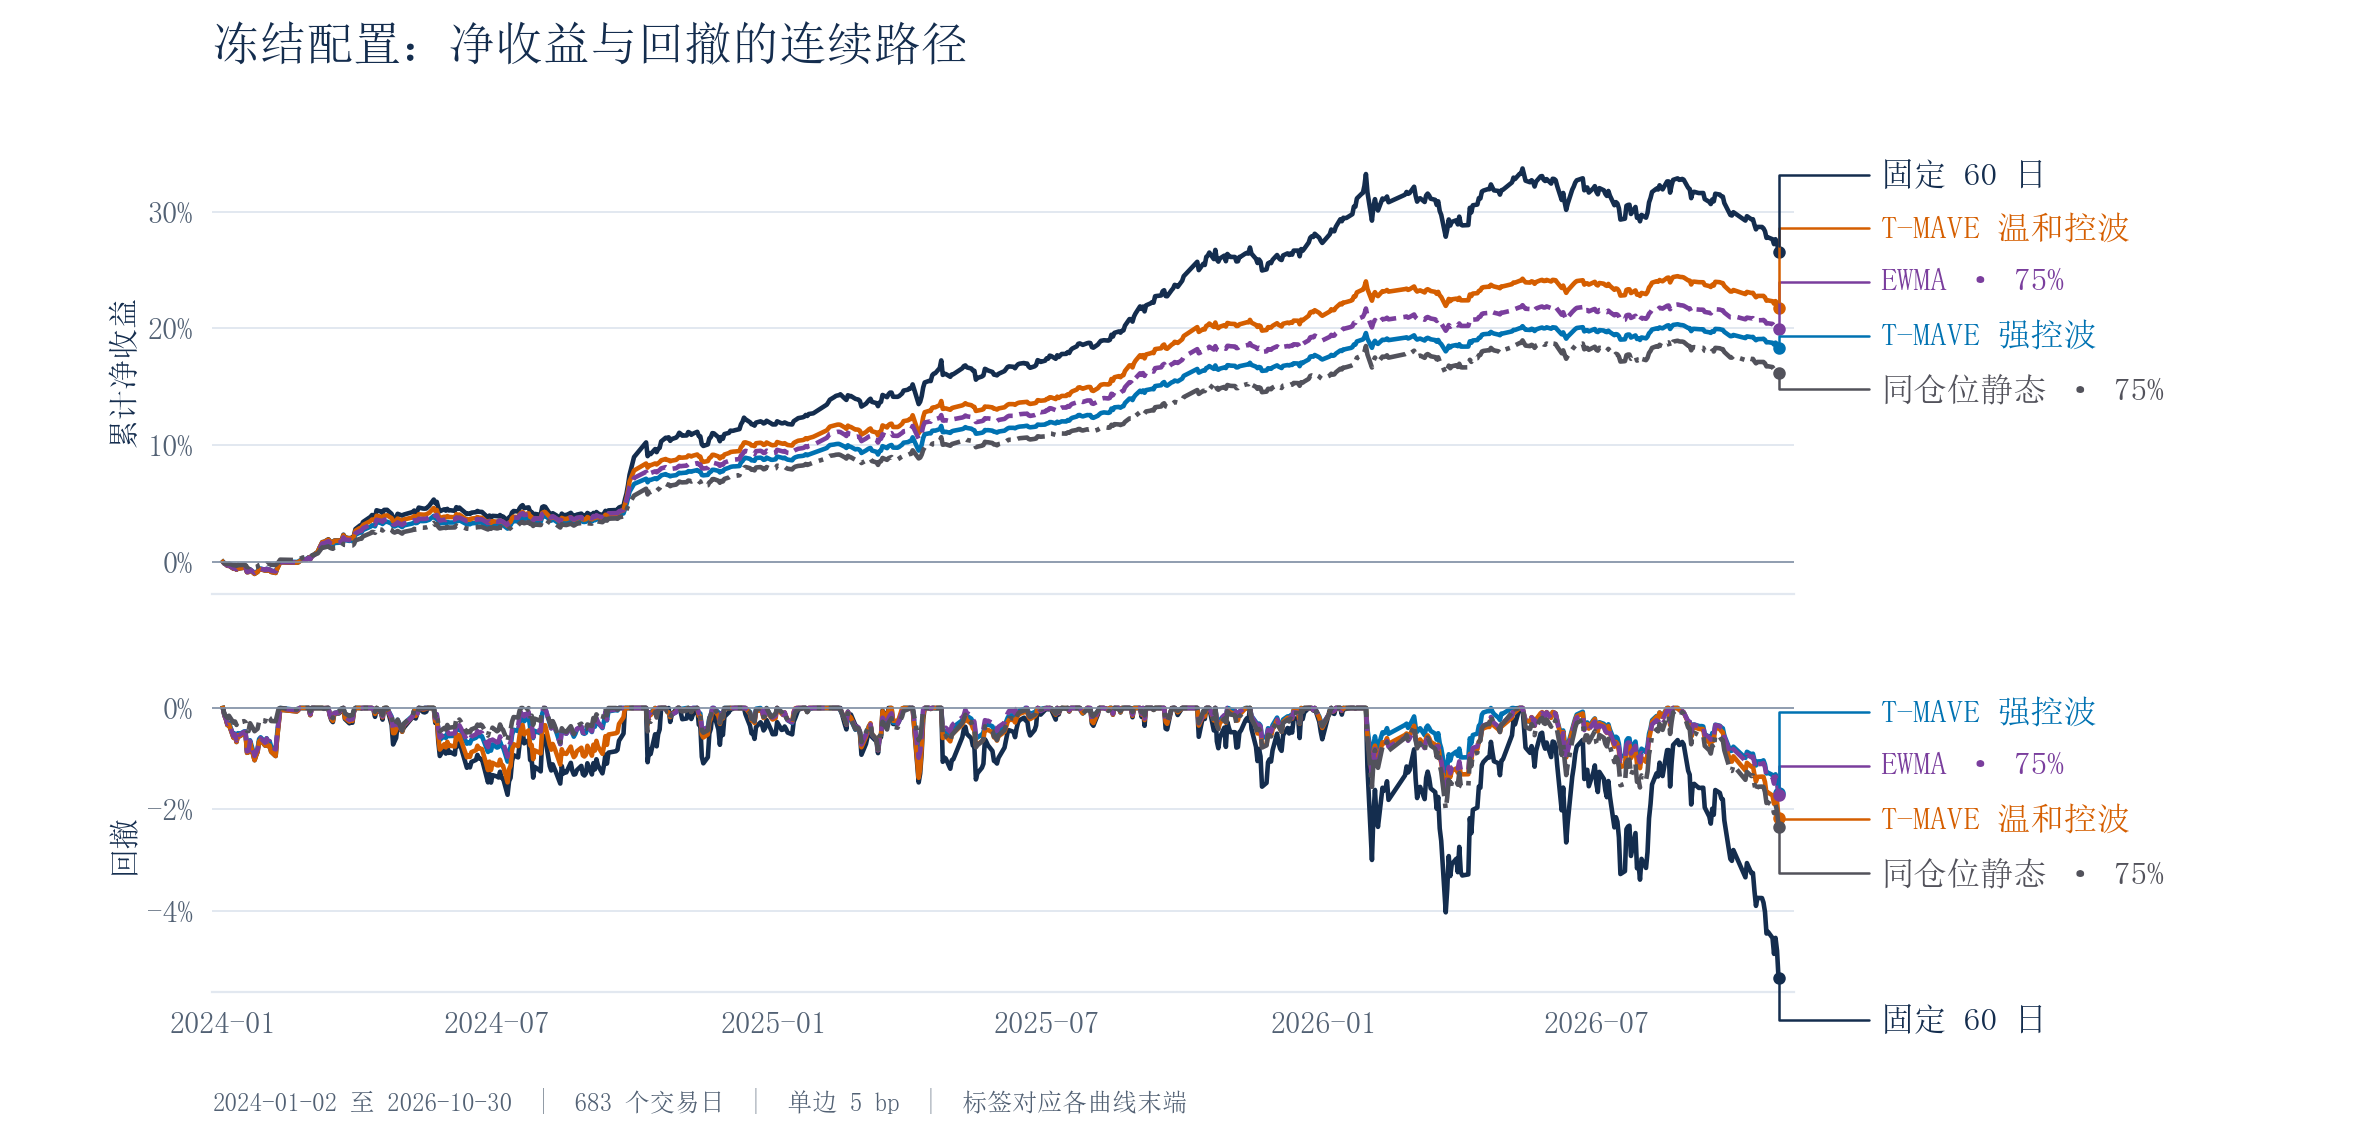 冻结配置：净收益与回撤的连续路径
累计净收益
30%
20%
10%
0%
固定 60 日
T-MAVE 温和控波
EWMA · 75%
T-MAVE 强控波
同仓位静态 · 75%
回撤
0%
-2%
-4%
T-MAVE 强控波
EWMA · 75%
T-MAVE 温和控波
同仓位静态 · 75%
固定 60 日
2024-01 2024-07 2025-01 2025-07 2026-01 2026-07
2024-01-02 至 2026-10-30 | 683 个交易日 | 单边 5 bp | 标签对应各曲线末端